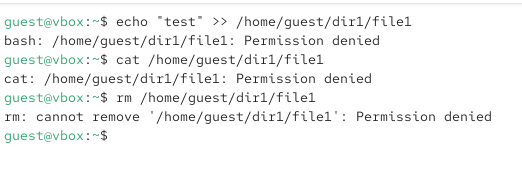 guest@vbox:~$ echo "test" >> /home/guest/dir1/file1
bash: /home/guest/dir1/file1: Permission denied
guest@vbox:~$ cat /home/guest/dir1/file1
cat: /home/guest/dir1/file1: Permission denied
guest@vbox:~$ rm /home/guest/dir1/file1
rm: cannot remove '/home/guest/dir1/file1': Permission denied
guest@vbox:~$